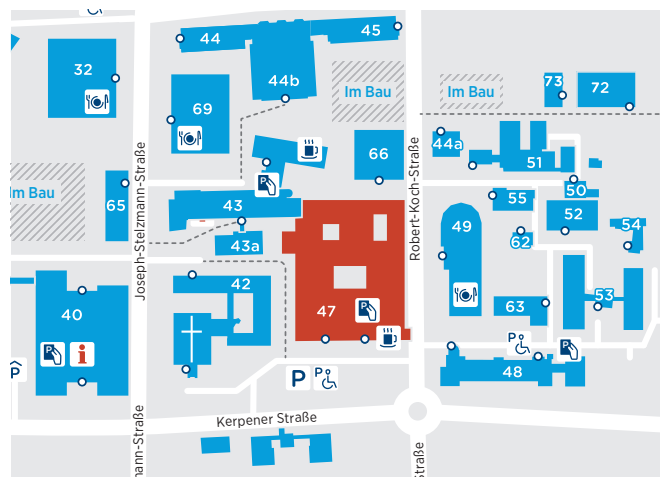 44
45
32
44b
Im Bau
Im Bau
73
72
69
44a
66
51
Im Bau
65
43
55
50
52
43a
49
62
54
Joseph-Stelzmann-Straße
Robert-Koch-Straße
42
53
40
47
63
P
P
P
i
P
P
P
P
48
P
P
Kerpener Straße
mann-Straße
Straße